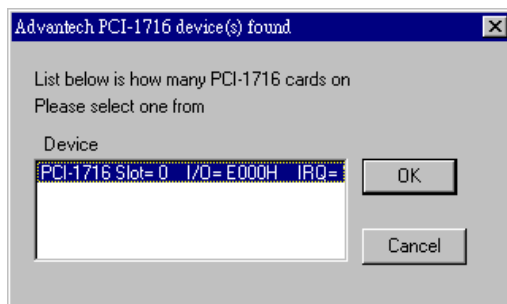 Advantech PCI-1716 device(s) found
List below is how many PCI-1716 cards on
Please select one from
Device
PCI-1716 Slot= 0 I/O= E000H IRQ=
OK
Cancel